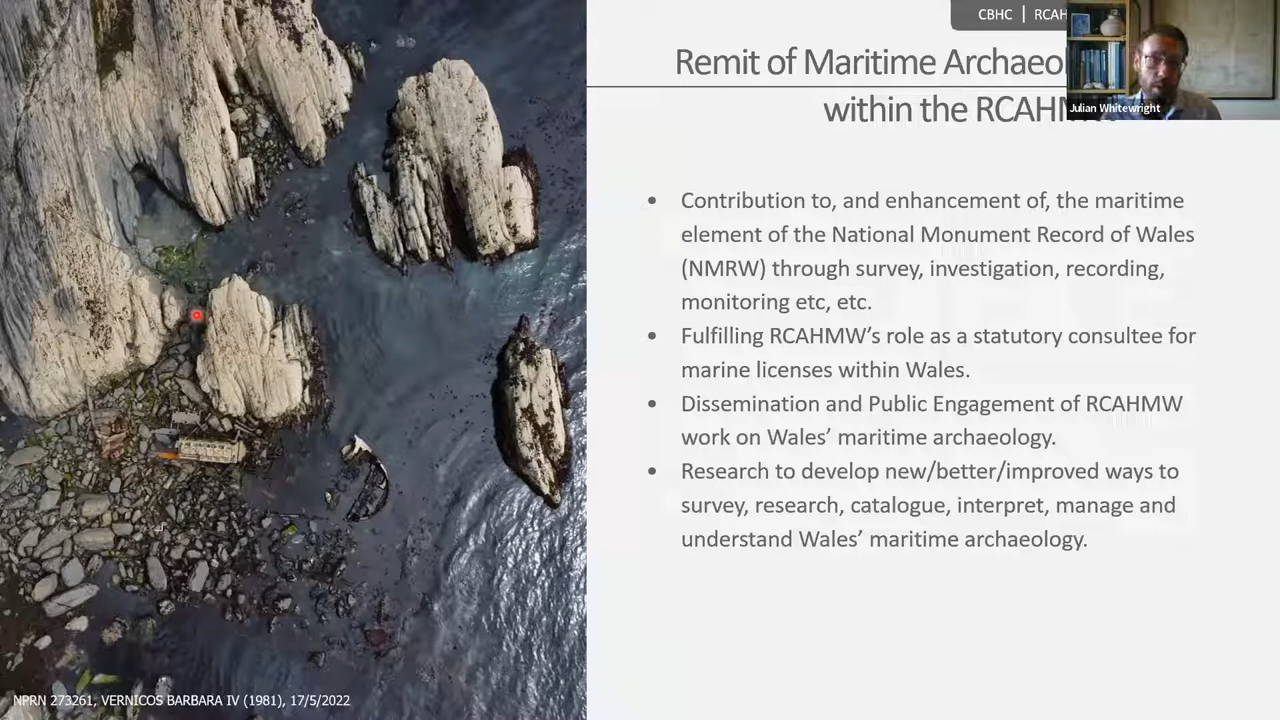 CBHC | RCAH
Remit of Maritime Archaeol
within the RCAHM
Julian Whitewright
• Contribution to, and enhancement of, the maritime
element of the National Monument Record of Wales
(NMRW) through survey, investigation, recording,
monitoring etc, etc.
• Fulfilling RCAHMW’s role as a statutory consultee for
marine licenses within Wales.
• Dissemination and Public Engagement of RCAHMW
work on Wales’ maritime archaeology.
• Research to develop new/better/improved ways to
survey, research, catalogue, interpret, manage and
understand Wales’ maritime archaeology.
NPRN 273261, VERNICOS BARBARA IV (1981), 17/5/2022